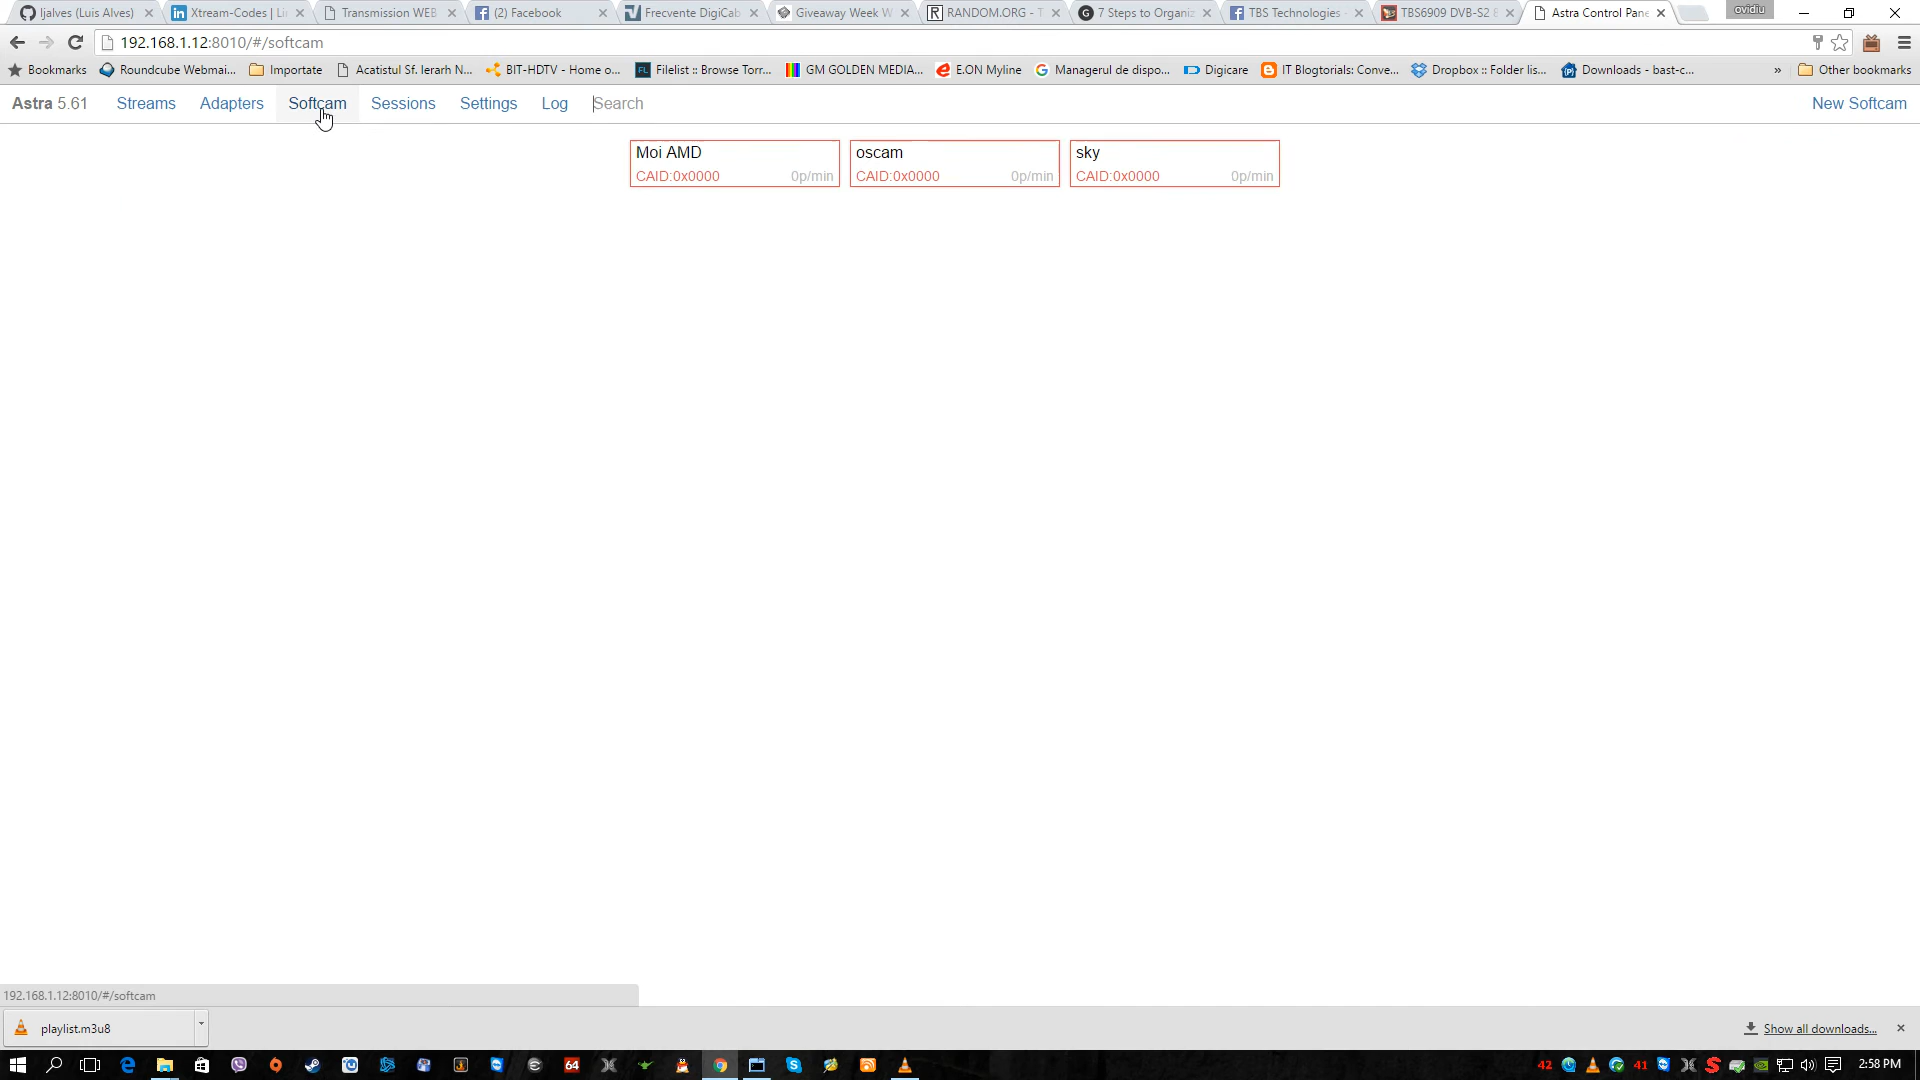 ovidiu
ljalves (Luis Alves)
Xtream-Codes | Li
Transmission WEB
(2) Facebook
Frecvente DigiCab
Giveaway Week W
RANDOM.ORG - T
7 Steps to Organiz
TBS Technologies -
TBS6909 DVB-S2 8
Astra Control Pane
192.168.1.12:8010/#/softcam
Bookmarks
Roundcube Webmai...
Importate
Acatistul Sf. Ierarh N...
BIT-HDTV - Home o...
Filelist :: Browse Torr...
GM GOLDEN MEDIA...
E.ON Myline
Managerul de dispo...
Digicare
IT Blogtorials: Conve...
Dropbox :: Folder lis...
Downloads - bast-c...
»
Other bookmarks
Astra 5.61
Streams
Adapters
Softcam
Sessions
Settings
Log
Search
New Softcam
Moi AMD
CAID:0x0000 0p/min
oscam
CAID:0x0000 0p/min
sky
CAID:0x0000 0p/min
192.168.1.12:8010/#/softcam
playlist.m3u8
Show all downloads...
64
42
41
2:58 PM